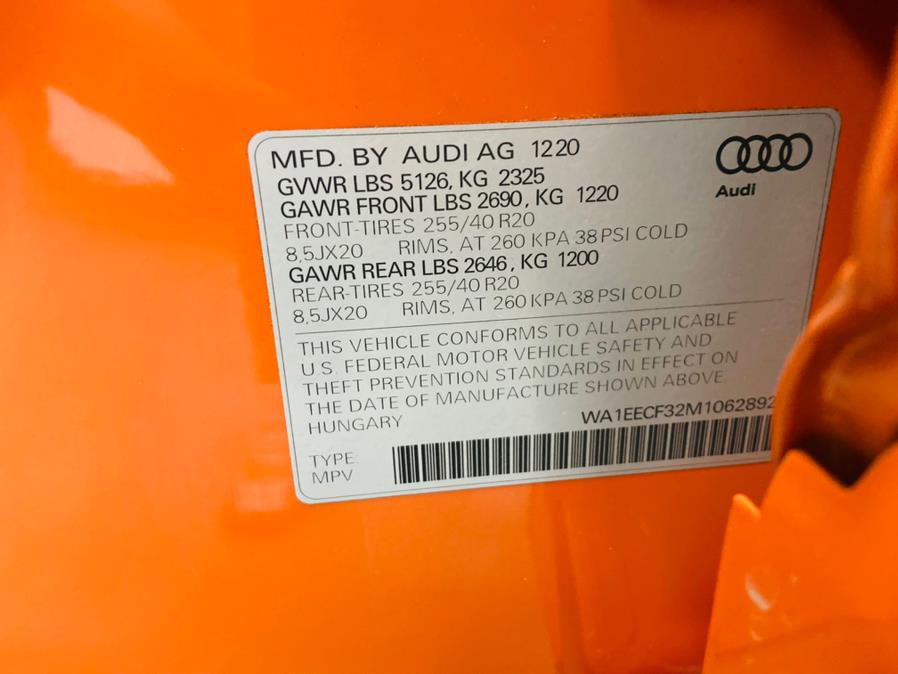 MFD. BY AUDI AG 1220
GVWR LBS 5126, KG 2325
GAWR FRONT LBS 2690, KG 1220
FRONT-TIRES 255/40 R20
8,5JX20 RIMS, AT 260 KPA 38 PSI COLD
GAWR REAR LBS 2646, KG 1200
REAR-TIRES 255/40 R20
8,5JX20 RIMS, AT 260 KPA 38 PSI COLD
Audi
THIS VEHICLE CONFORMS TO ALL APPLICABLE
U.S. FEDERAL MOTOR VEHICLE SAFETY AND
THEFT PREVENTION STANDARDS IN EFFECT ON
THE DATE OF MANUFACTURE SHOWN ABOVE.
HUNGARY WA1EECF32M1062892
TYPE
MPV